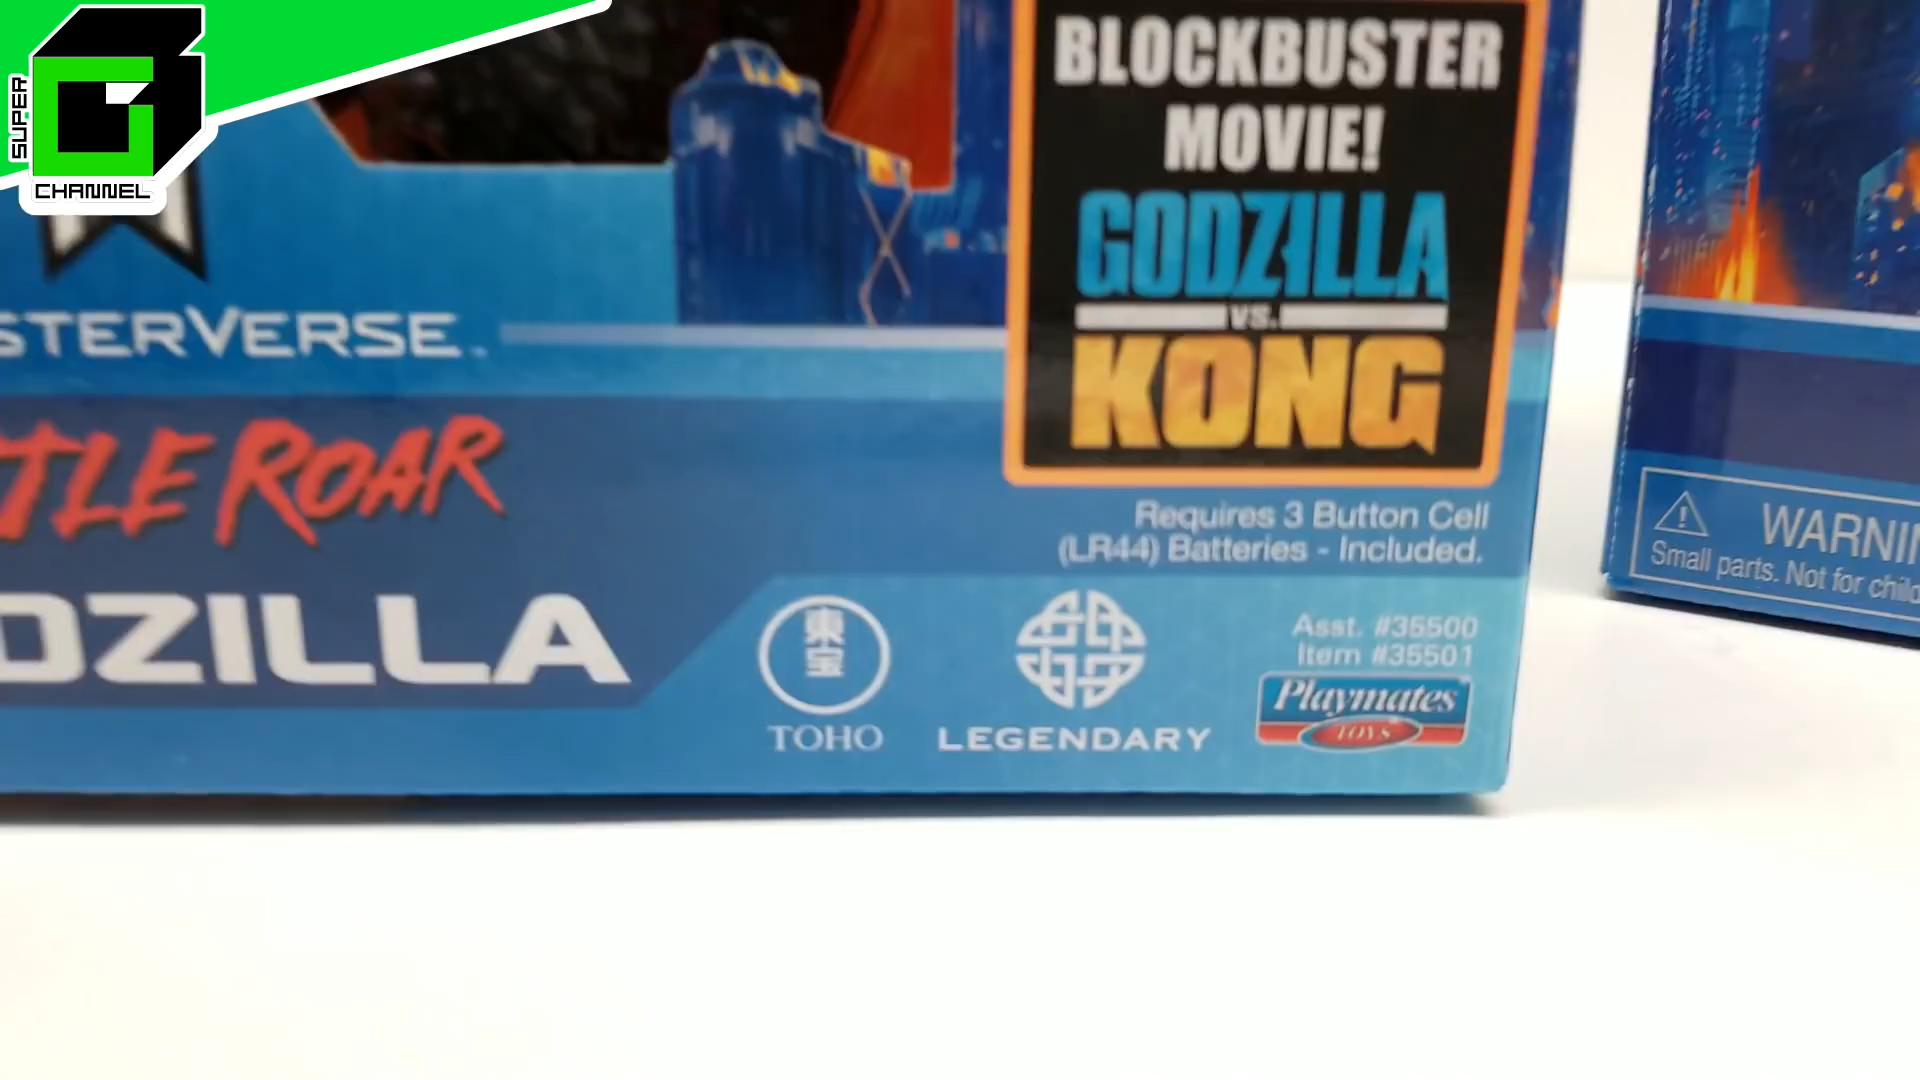 SUPER
CHANNEL
BLOCKBUSTER
MOVIE!
GODZILLA
VS.
KONG
STERVERSE
TLE ROAR
DZILLA
Requires 3 Button Cell
(LR44) Batteries - Included.
東宝
TOHO
LEGENDARY
Asst. #35500
Item #35501
Playmates
TOYS
WARNIN
Small parts. Not for child